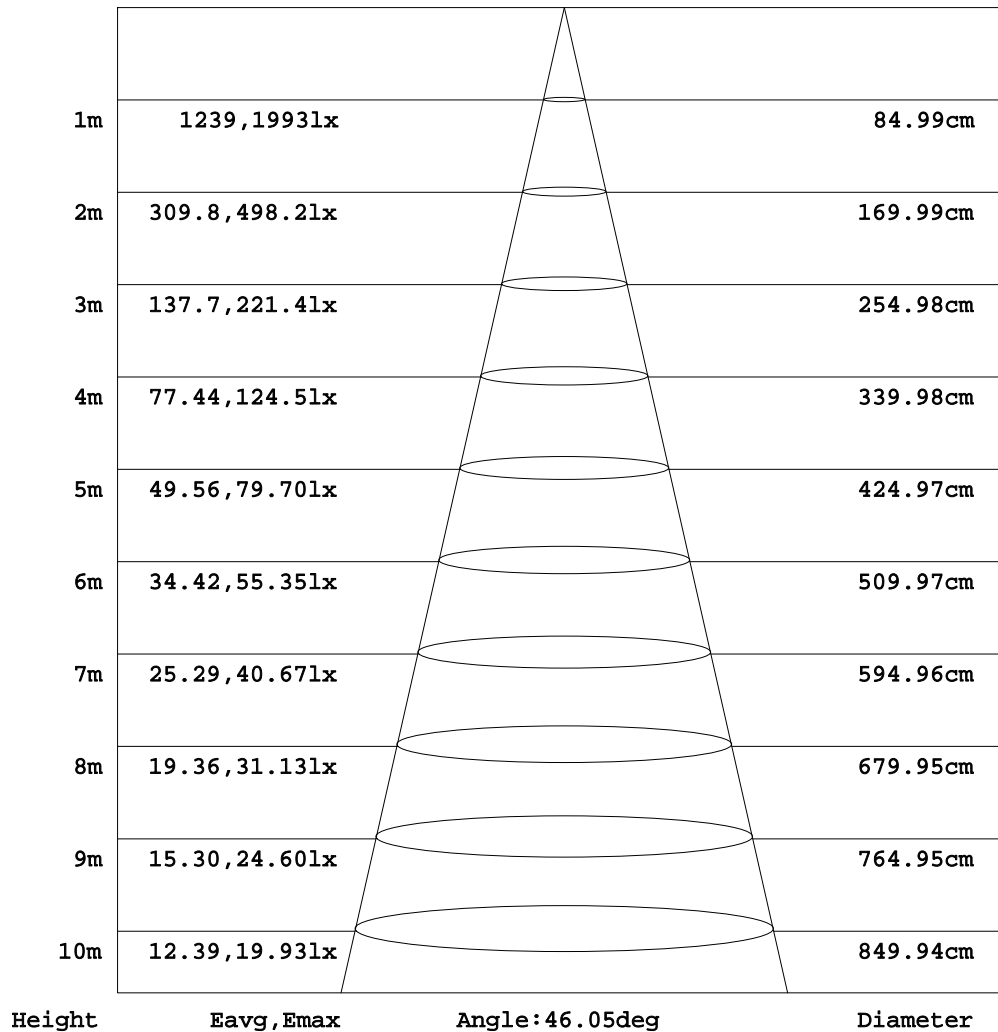 1m 1239,1993lx 84.99cm
2m 309.8,498.2lx 169.99cm
3m 137.7,221.4lx 254.98cm
4m 77.44,124.5lx 339.98cm
5m 49.56,79.70lx 424.97cm
6m 34.42,55.35lx 509.97cm
7m 25.29,40.67lx 594.96cm
8m 19.36,31.13lx 679.95cm
9m 15.30,24.60lx 764.95cm
10m 12.39,19.93lx 849.94cm
Height Eavg,Emax Angle:46.05deg Diameter